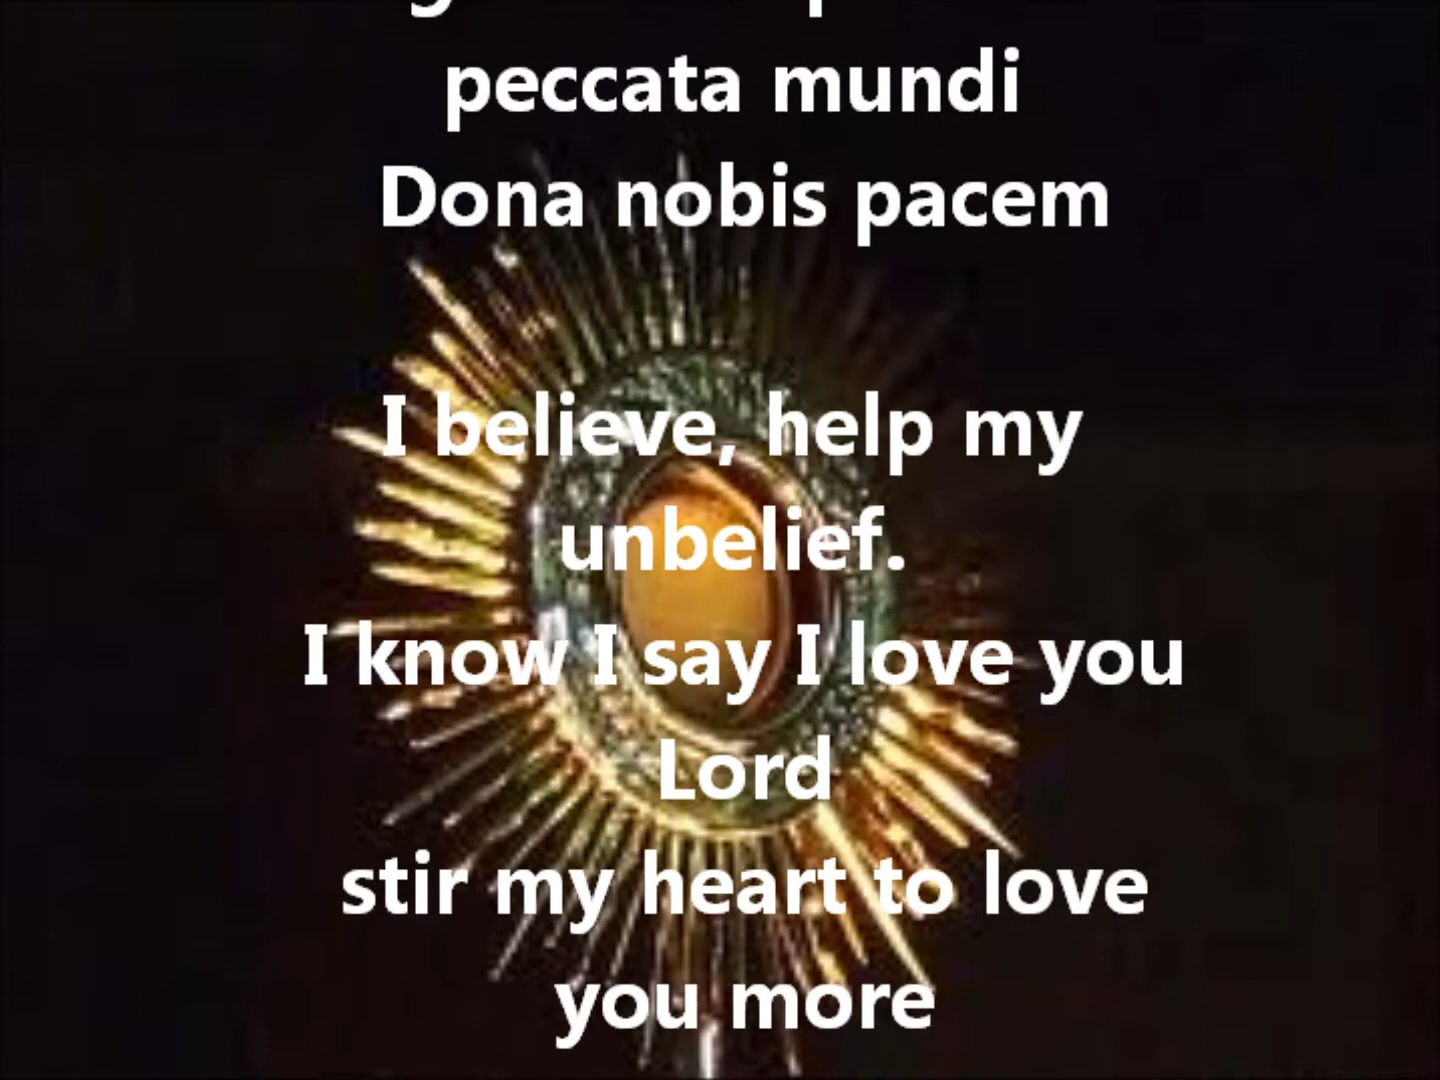 peccata mundi
Dona nobis pacem
I believe, help my
unbelief.
I know I say I love you
Lord
stir my heart to love
you more